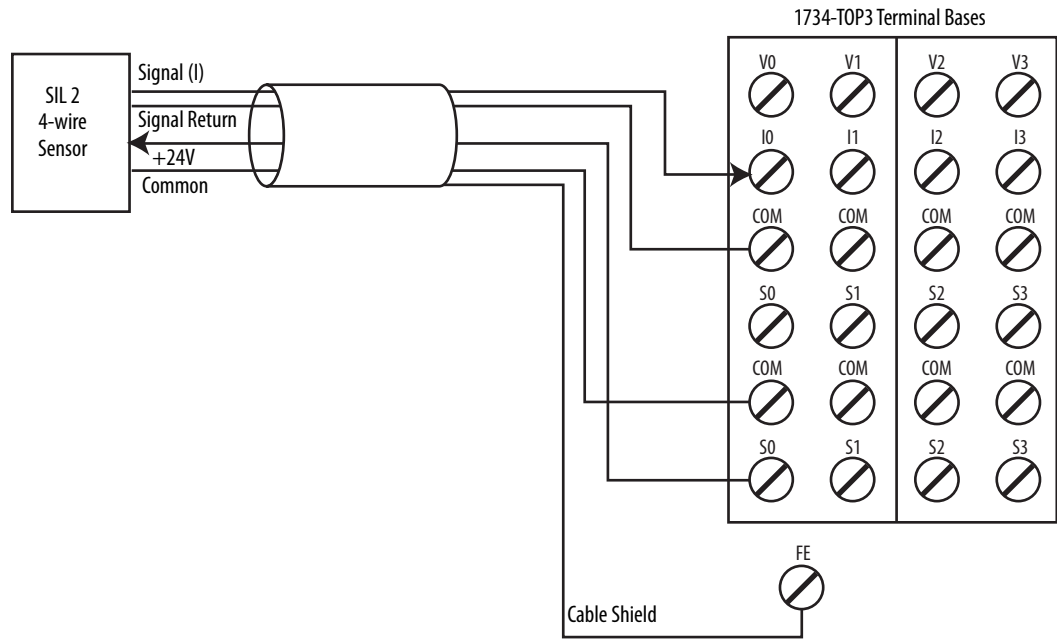 1734-TOP3 Terminal Bases
SIL 2
4-wire
Sensor
Signal (I)
Signal Return
+24V
Common
V0 V1 V2 V3
I0 I1 I2 I3
COM COM COM COM
S0 S1 S2 S3
COM COM COM COM
S0 S1 S2 S3
FE
Cable Shield